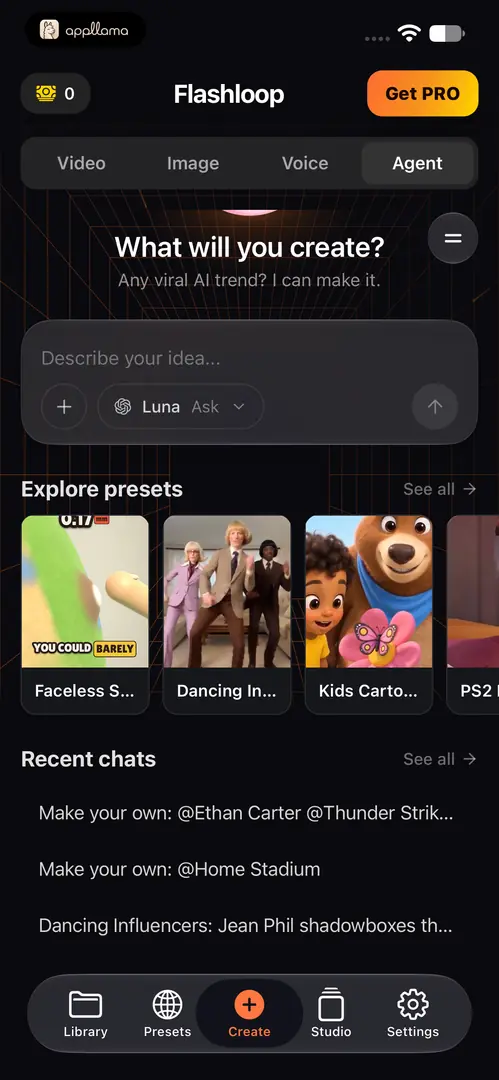 appllama
0
Flashloop
Get PRO
Video
Image
Voice
Agent
What will you create?
Any viral AI trend? I can make it.
Describe your idea...
Luna Ask
Explore presets
See all
0.17
YOU COULD BARELY
Faceless S...
Dancing In...
Kids Carto...
PS2
Recent chats
See all
Make your own: @Ethan Carter @Thunder Strik...
Make your own: @Home Stadium
Dancing Influencers: Jean Phil shadowboxes th...
Library
Presets
Create
Studio
Settings